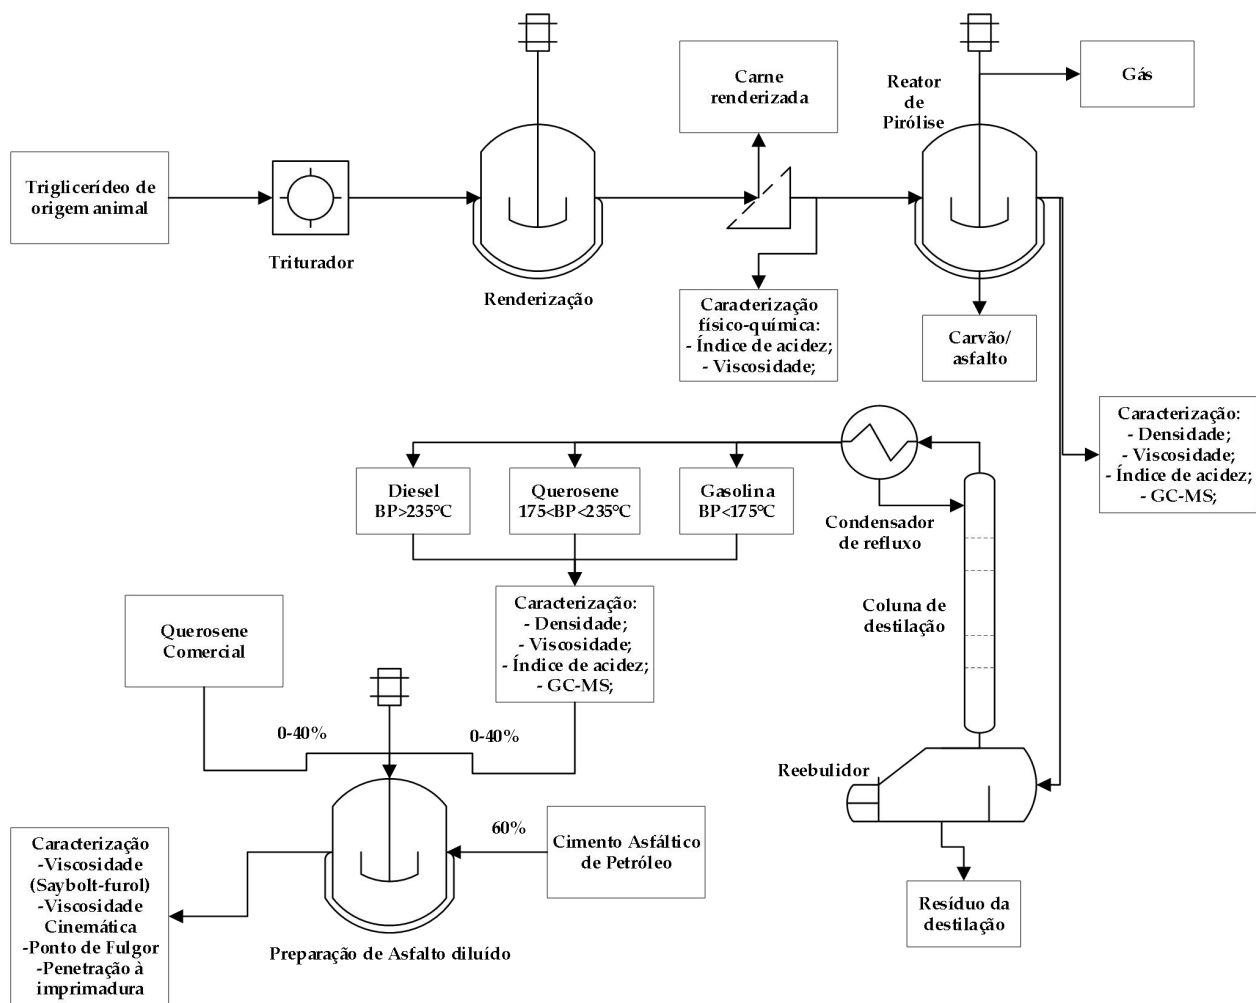 Triglicerídeo de
origem animal
Triturador
Renderização
Carne
renderizada
Caracterização
físico-química:
- Índice de acidez;
- Viscosidade;
Reator
de
Pirólise
Gás
Carvão/
asfalto
Caracterização:
- Densidade;
- Viscosidade;
- Índice de acidez;
- GC-MS;
Diesel
BP>235°C
Querosene
175<BP<235°C
Gasolina
BP<175°C
Condensador
de refluxo
Coluna de
destilação
Caracterização:
- Densidade;
- Viscosidade;
- Índice de acidez;
- GC-MS;
Querosene
Comercial
0-40%
0-40%
Reebulidor
60%
Cimento Asfáltico
de Petróleo
Resíduo da
destilação
Caracterização
-Viscosidade
(Saybolt-furol)
-Viscosidade
Cinemática
-Ponto de Fulgor
-Penetração à
imprimadura
Preparação de Asfalto diluído